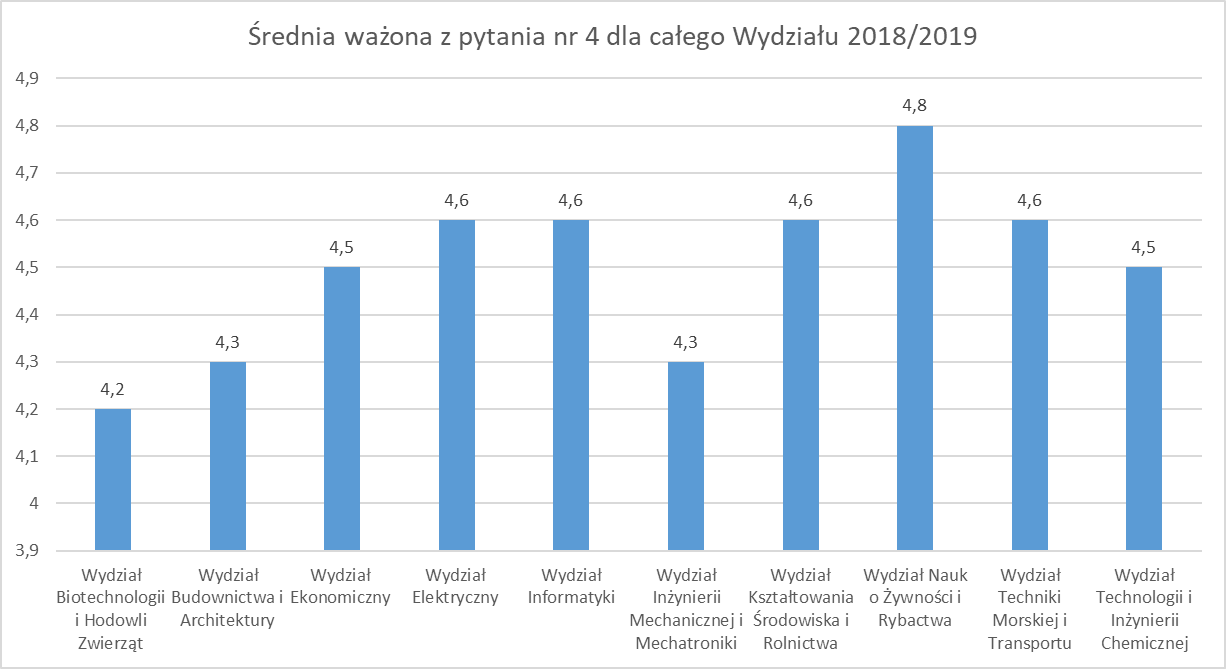 Średnia ważona z pytania nr 4 dla całego Wydziału 2018/2019
4,9
4,8
4,7
4,6
4,5
4,4
4,3
4,2
4,1
4
3,9
4,2
4,3
4,5
4,6
4,6
4,3
4,6
4,8
4,6
4,5
Wydział
Biotechnologii
i Hodowli
Zwierząt
Wydział
Budownictwa i
Architektury
Wydział
Ekonomiczny
Wydział
Elektryczny
Wydział
Informatyki
Wydział
Inżynierii
Mechanicznej i
Mechatroniki
Wydział
Kształtowania
Środowiska i
Rolnictwa
Wydział Nauk
o Żywności i
Rybactwa
Wydział
Techniki
Morskiej i
Transportu
Wydział
Technologii i
Inżynierii
Chemicznej